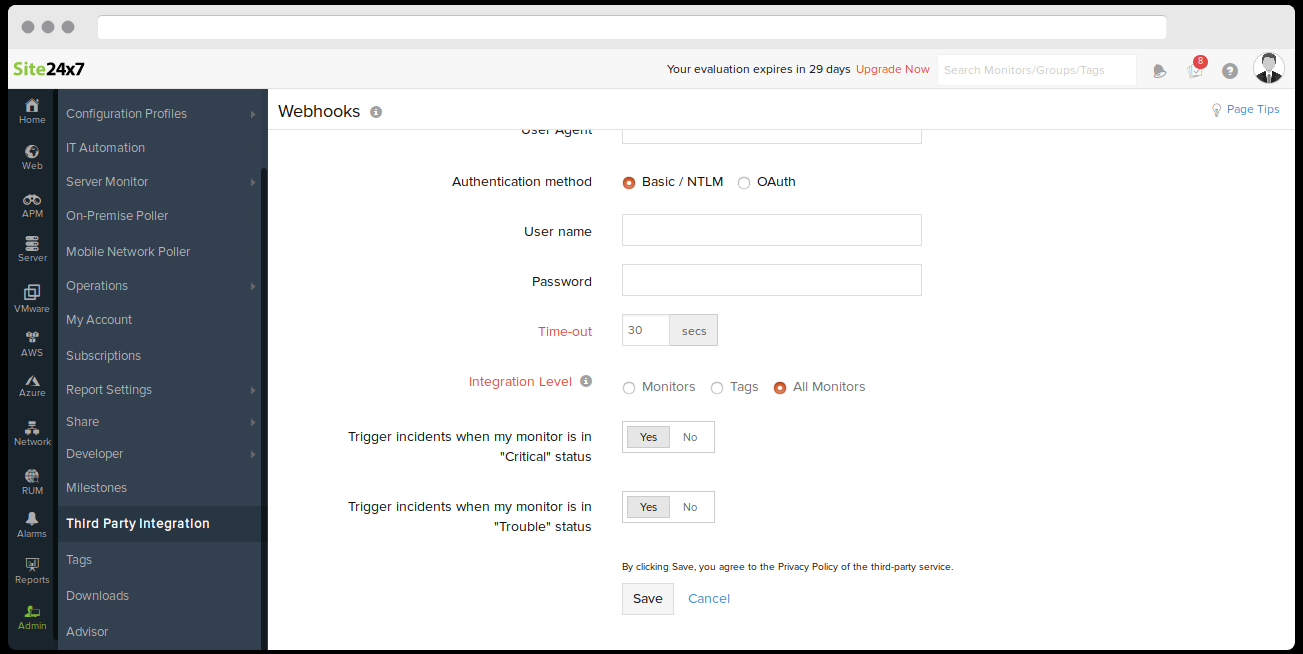 Site24x7
Your evaluation expires in 29 days Upgrade Now
Search Monitors/Groups/Tags
8
?
Home
Web
APM
Server
VMware
AWS
Azure
Network
RUM
Alarms
Reports
Admin
Configuration Profiles
IT Automation
Server Monitor
On-Premise Poller
Mobile Network Poller
Operations
My Account
Subscriptions
Report Settings
Share
Developer
Milestones
Third Party Integration
Tags
Downloads
Advisor
Webhooks
Page Tips
User Agent
Authentication method
Basic / NTLM OAuth
User name
Password
Time-out
30 secs
Integration Level
Monitors Tags All Monitors
Trigger incidents when my monitor is in
"Critical" status
Yes No
Trigger incidents when my monitor is in
"Trouble" status
Yes No
By clicking Save, you agree to the Privacy Policy of the third-party service.
Save Cancel